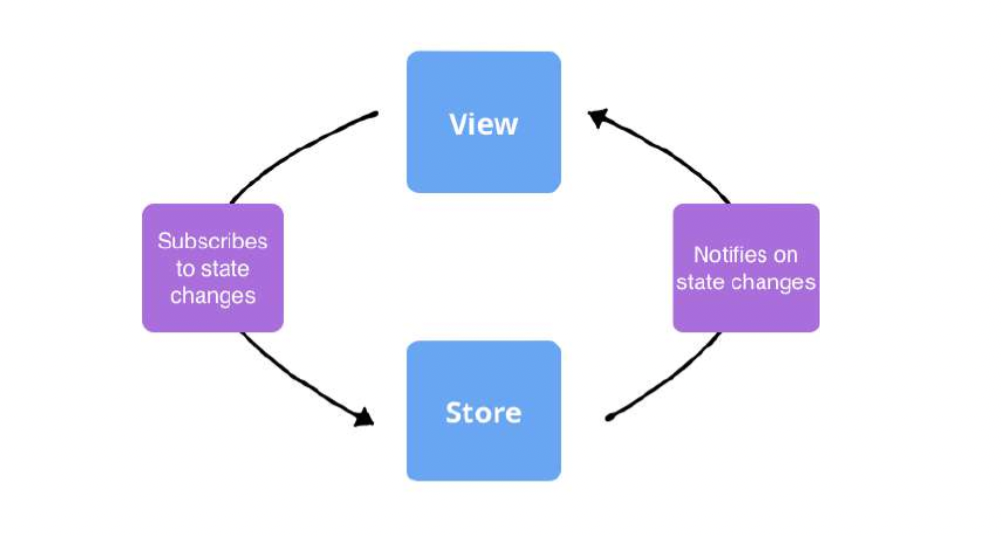 View
Subscribes
to state
changes
Notifies on
state changes
Store